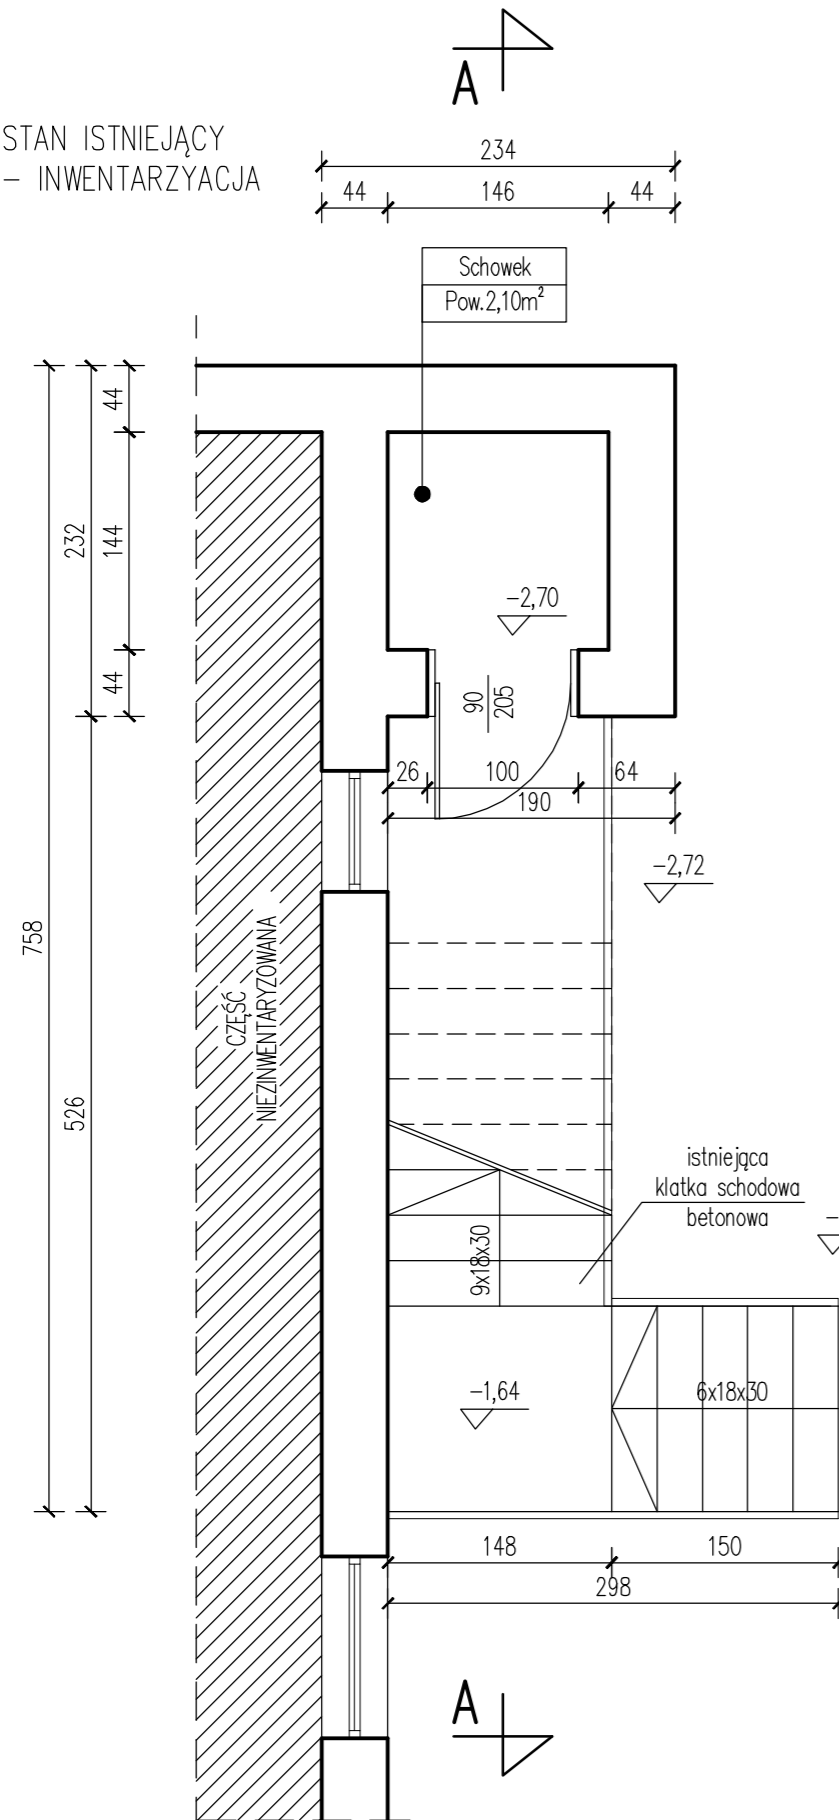 A
STAN ISTNIEJĄCY
- INWENTARZYACJA
234
44 146 44
Schowek
Pow.2,10m²
44
232
144
-2,70
44
90
205
26 100 64
190
-2,72
758
CZĘŚĆ
NIEZINWENTARYZOWANA
526
istniejąca
klatka schodowa
betonowa
-
9x18x30
-1,64
6x18x30
148 150
298
A